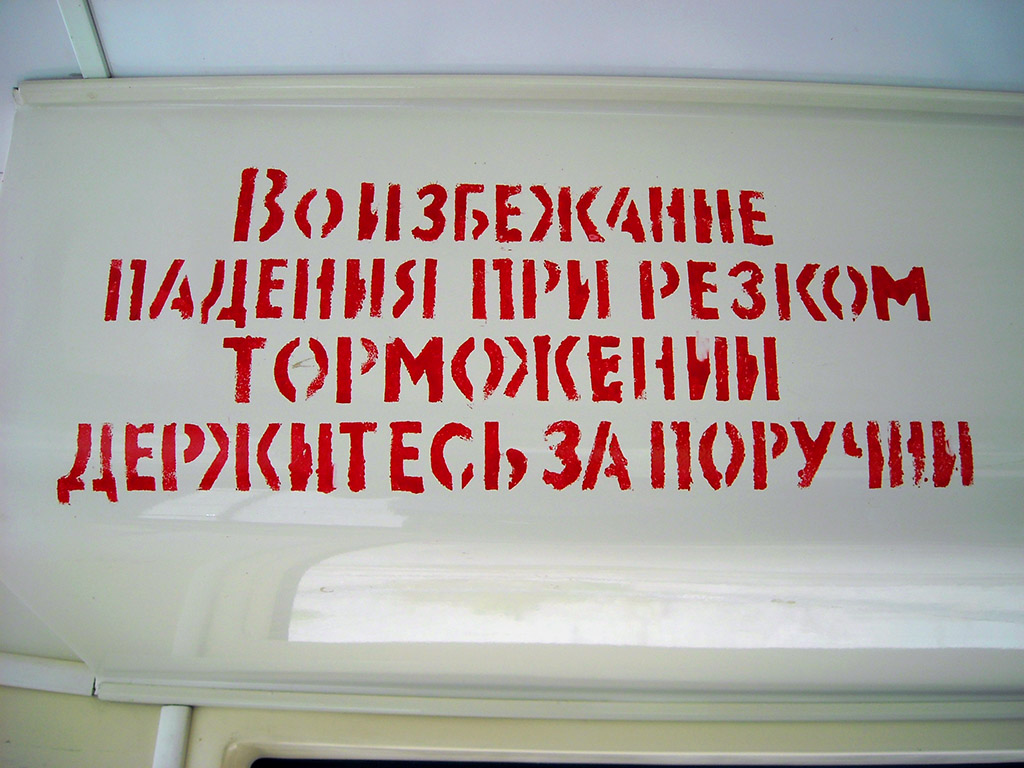 Во избежание
падения при резком
торможении
держитесь за поручни